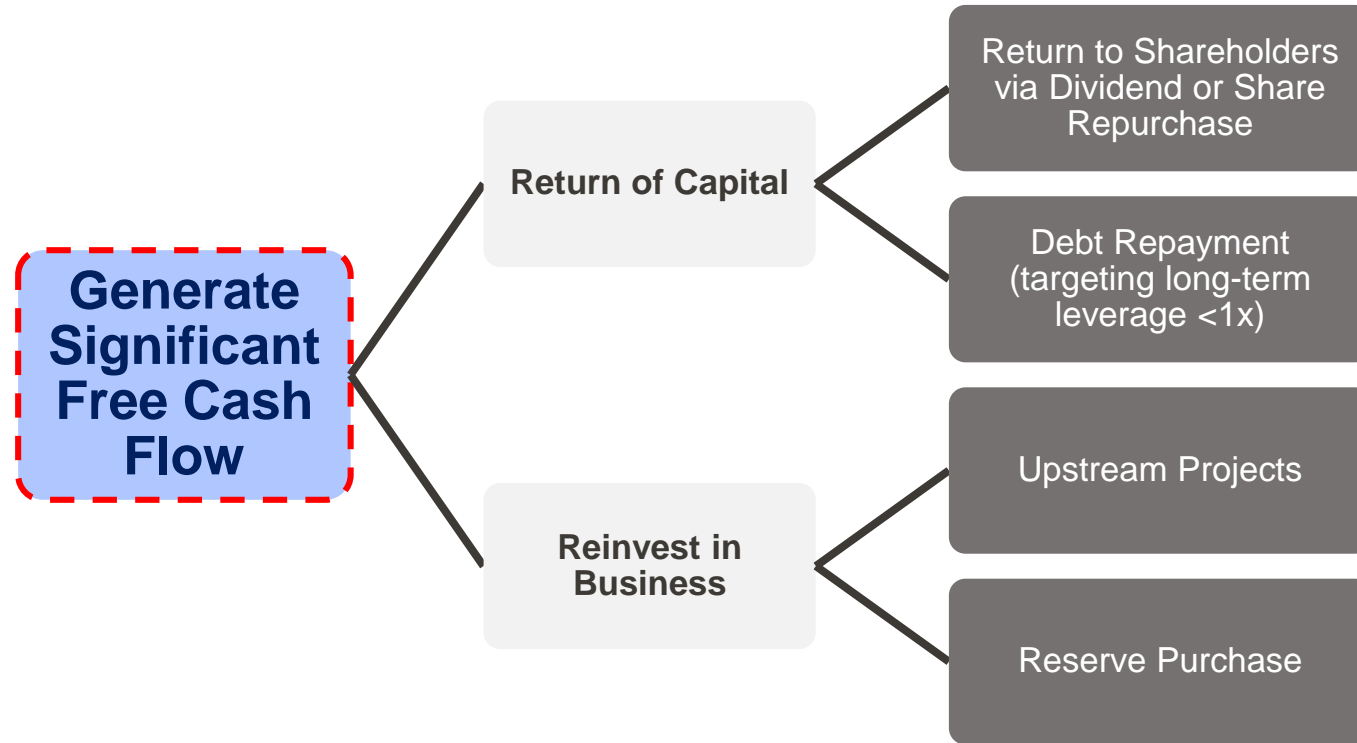 Generate
Significant
Free Cash
Flow
Return of Capital
Reinvest in
Business
Return to Shareholders
via Dividend or Share
Repurchase
Debt Repayment
(targeting long-term
leverage <1x)
Upstream Projects
Reserve Purchase